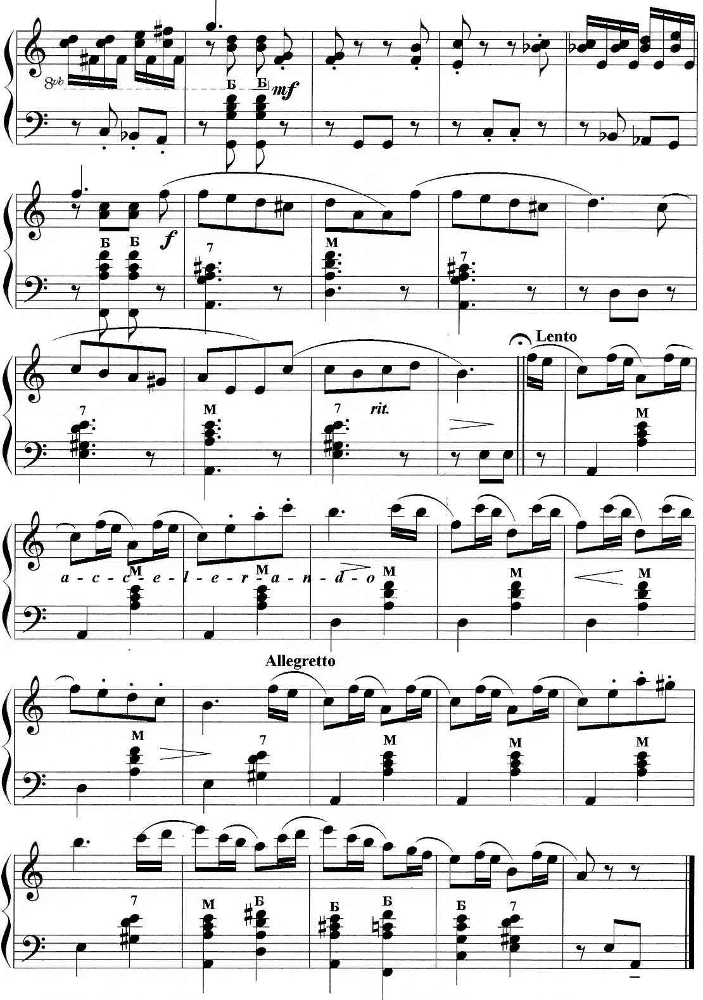 8vb Б Б mf
f
Б Б 7 М 7
Lento
7 М 7 rit. М
М М М М М
a - c - c - e - l - e - r - a - n - d - o
Allegretto
М 7 М М М
7 М Б Б Б Б 7